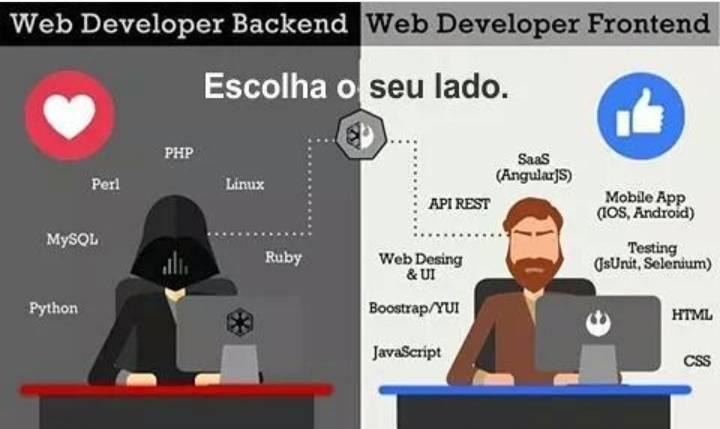 Web Developer Backend
Web Developer Frontend
Escolha o seu lado.
PHP
Perl
Linux
MySQL
Ruby
Python
SaaS
(AngularJS)
API REST
Mobile App
(IOS, Android)
Web Desing
& UI
Testing
(JsUnit, Selenium)
Boostrap/YUI
HTML
JavaScript
CSS